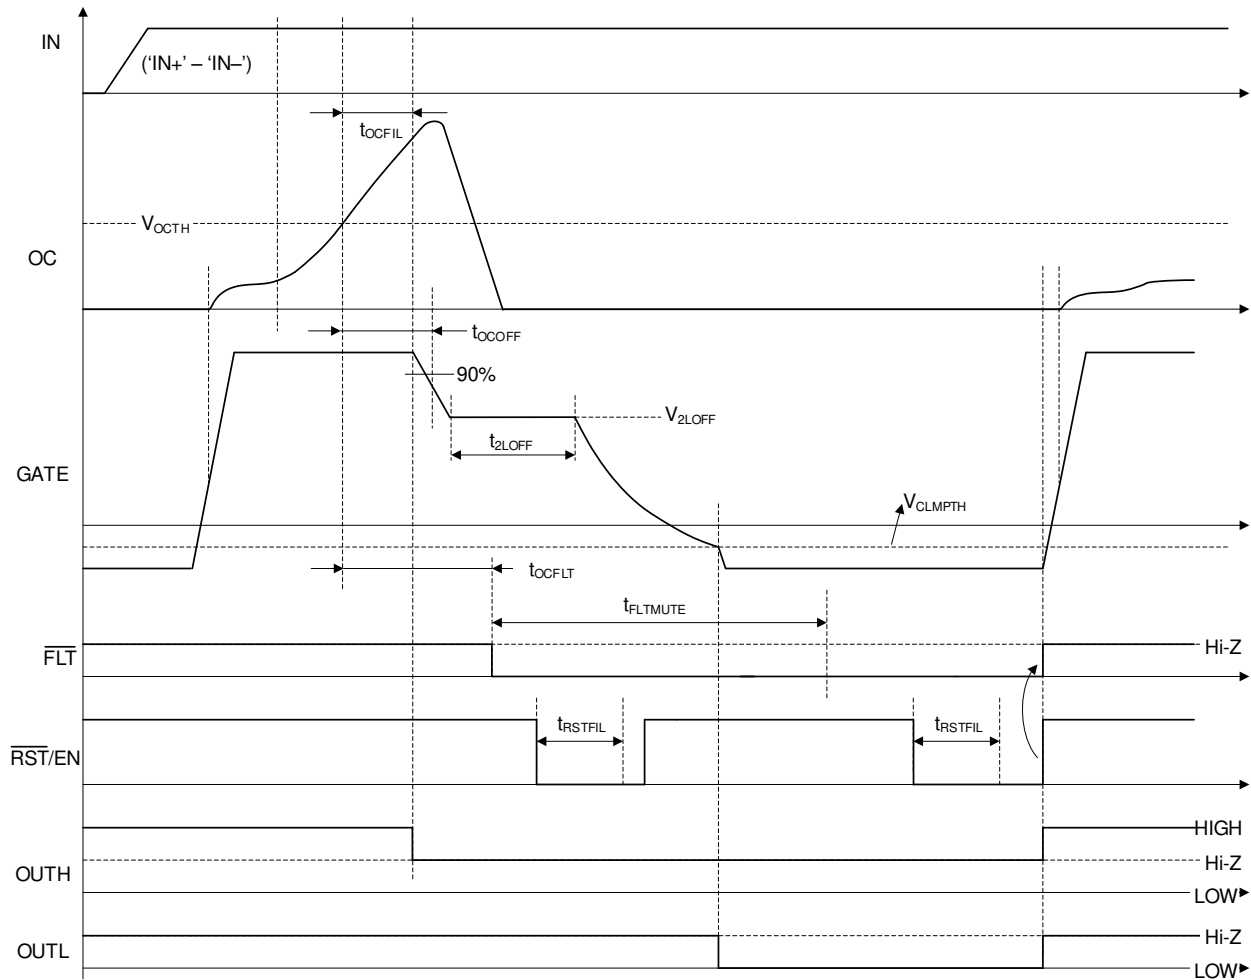 IN
('IN+' – 'IN–')
tOCFIL
VOCTH
OC
tOCOFF
90%
V2LOFF
t2LOFF
GATE
VCLMPTH
tOCFLT
tFLTMUTE
FLT
Hi-Z
tRSTFIL
tRSTFIL
RST/EN
HIGH
Hi-Z
OUTH
LOW
Hi-Z
OUTL
LOW